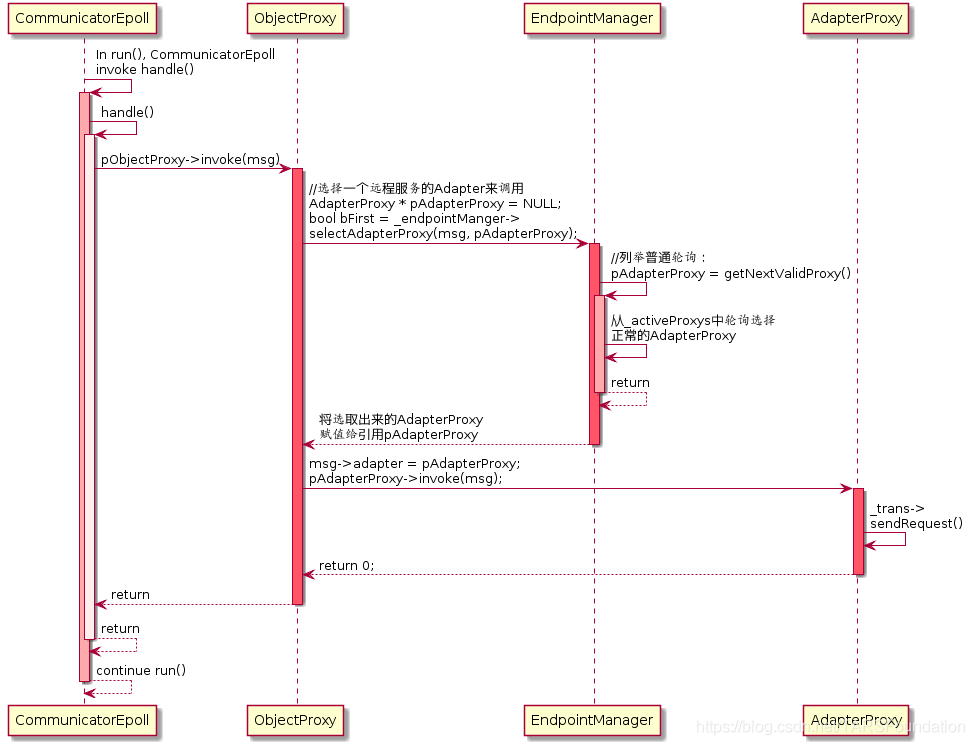 CommunicatorEpoll
ObjectProxy
EndpointManager
AdapterProxy
In run(), CommunicatorEpoll
invoke handle()
handle()
pObjectProxy->invoke(msg)
//选择一个远程服务的Adapter来调用
AdapterProxy * pAdapterProxy = NULL;
bool bFirst = _endpointManger->
selectAdapterProxy(msg, pAdapterProxy);
//列举普通轮询：
pAdapterProxy = getNextValidProxy()
从_activeProxys中轮询选择
正常的AdapterProxy
return
将选取出来的AdapterProxy
赋值给引用pAdapterProxy
msg->adapter = pAdapterProxy;
pAdapterProxy->invoke(msg);
_trans->
sendRequest()
return 0;
return
return
continue run()
CommunicatorEpoll
ObjectProxy
EndpointManager
AdapterProxy
https://blog.csdn.net/TARSFoundation